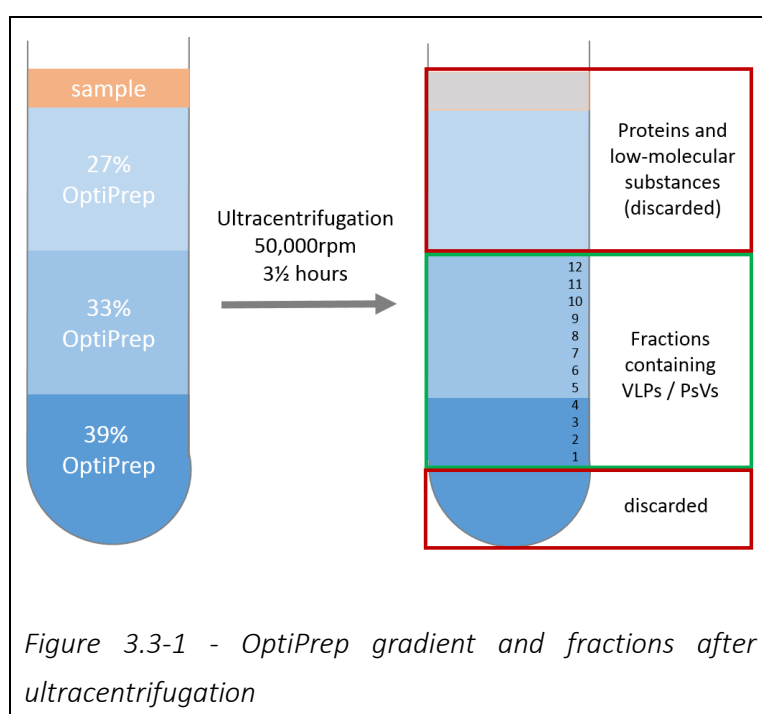 sample
27%
OptiPrep
33%
OptiPrep
39%
OptiPrep
Ultracentrifugation
50,000rpm
3½ hours
12
11
10
9
8
7
6
5
4
3
2
1
Proteins and
low-molecular
substances
(discarded)
Fractions
containing
VLPs / PsVs
discarded
Figure 3.3-1 - OptiPrep gradient and fractions after
ultracentrifugation